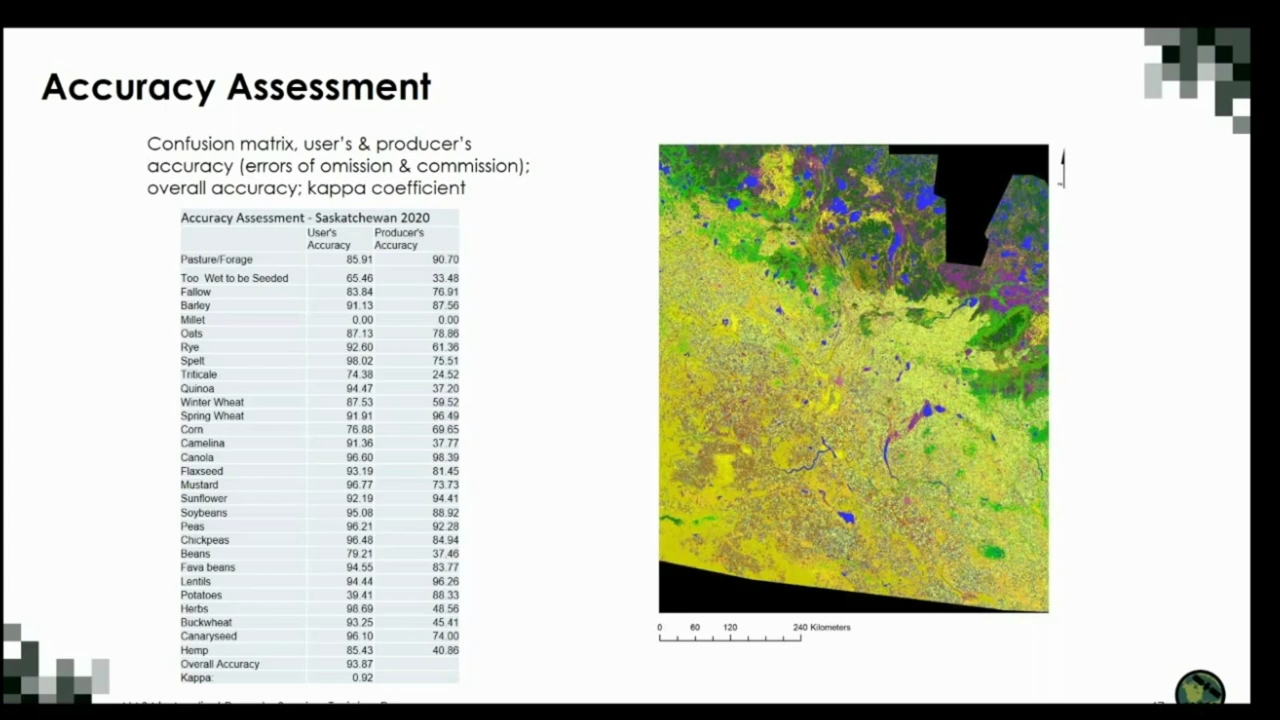 Accuracy Assessment
Confusion matrix, user's & producer's
accuracy (errors of omission & commission);
overall accuracy; kappa coefficient
Accuracy Assessment - Saskatchewan 2020
User's Accuracy Producer's Accuracy
Pasture/Forage 85.91 90.70
Too Wet to be Seeded 65.46 33.48
Fallow 83.84 76.91
Barley 91.13 87.56
Millet 0.00 0.00
Oats 87.13 78.86
Rye 92.60 61.36
Spelt 98.02 75.51
Triticale 74.38 24.52
Quinoa 94.47 37.20
Winter Wheat 87.53 59.52
Spring Wheat 91.91 96.49
Corn 76.88 69.65
Camelina 91.36 37.77
Canola 96.60 98.39
Flaxseed 93.19 81.45
Mustard 96.77 73.73
Sunflower 92.19 94.41
Soybeans 95.08 88.92
Peas 96.21 92.28
Chickpeas 96.48 84.94
Beans 79.21 37.46
Fava beans 94.55 83.77
Lentils 94.44 96.26
Potatoes 39.41 88.33
Herbs 98.69 48.56
Buckwheat 93.25 45.41
Canaryseed 96.10 74.00
Hemp 85.43 40.86
Overall Accuracy 93.87
Kappa: 0.92
0 60 120 240 Kilometers